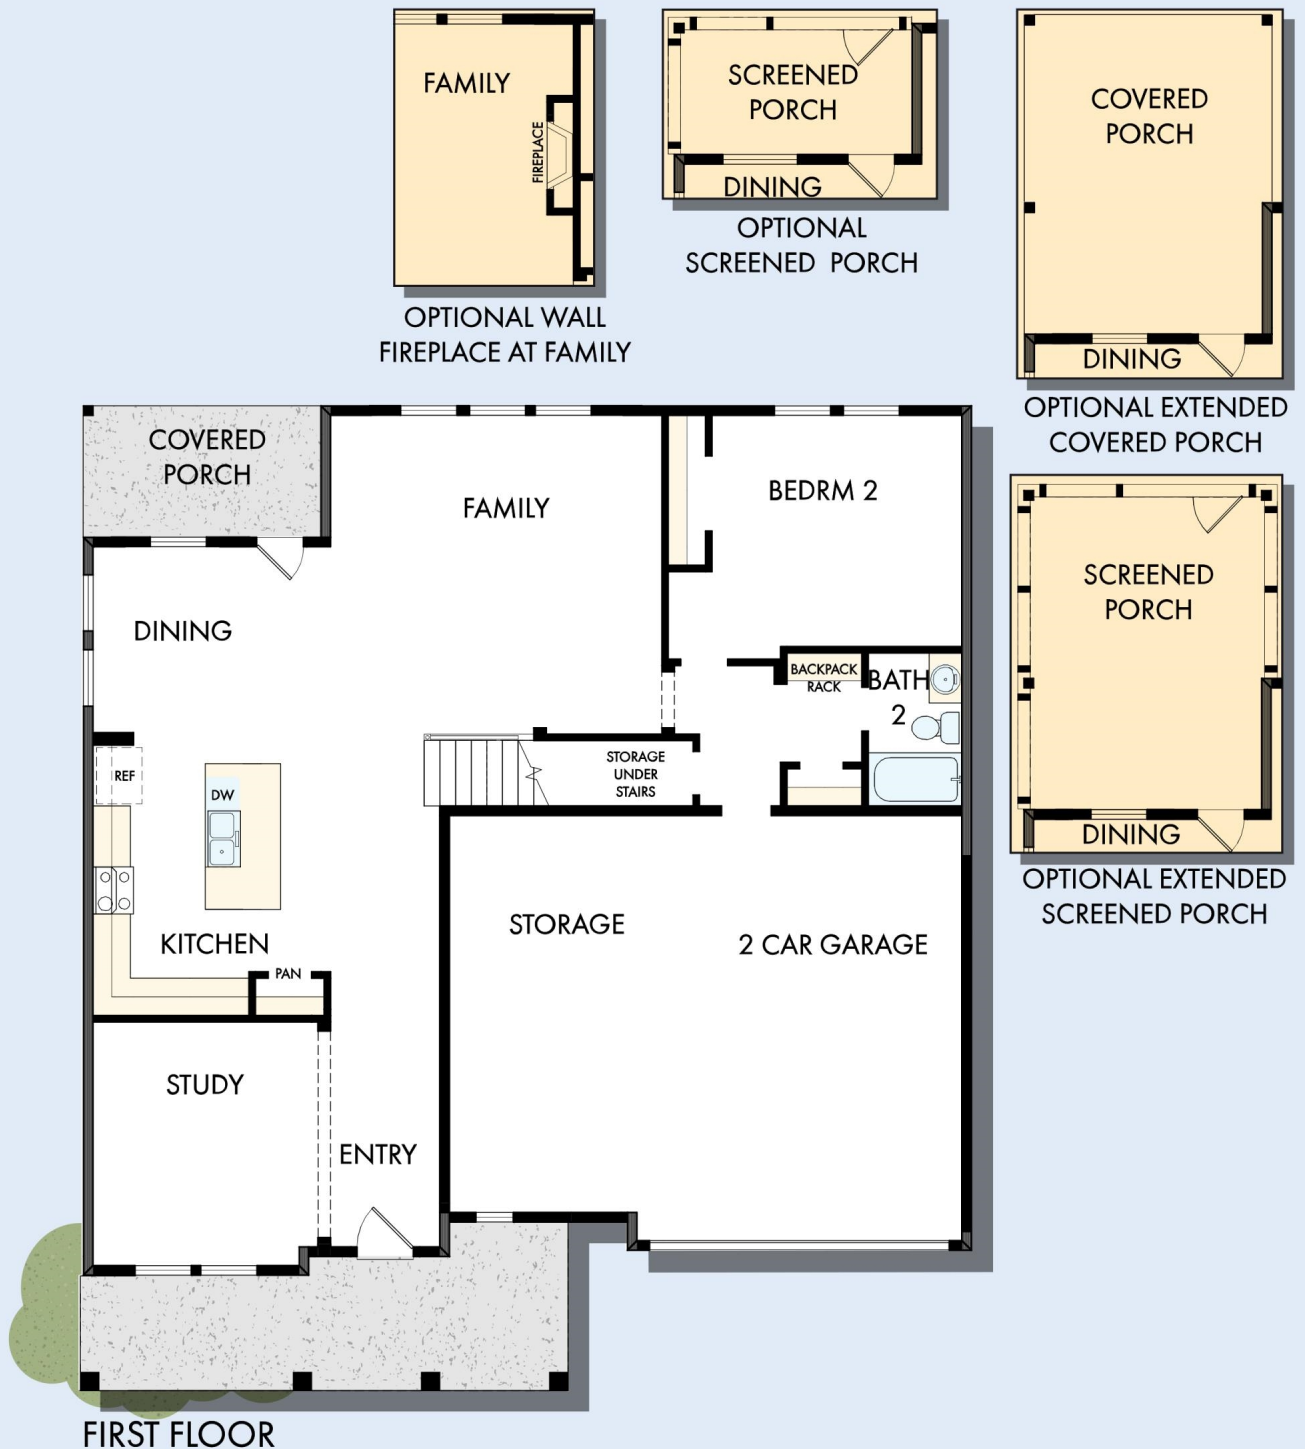 FAMILY
FIREPLACE
OPTIONAL WALL
FIREPLACE AT FAMILY
SCREENED
PORCH
DINING
OPTIONAL
SCREENED PORCH
COVERED
PORCH
DINING
OPTIONAL EXTENDED
COVERED PORCH
SCREENED
PORCH
DINING
OPTIONAL EXTENDED
SCREENED PORCH
COVERED
PORCH
FAMILY
BEDRM 2
DINING
BACKPACK
RACK
BATH
2
STORAGE
UNDER
STAIRS
REF
DW
KITCHEN
PAN
STORAGE
2 CAR GARAGE
STUDY
ENTRY
FIRST FLOOR